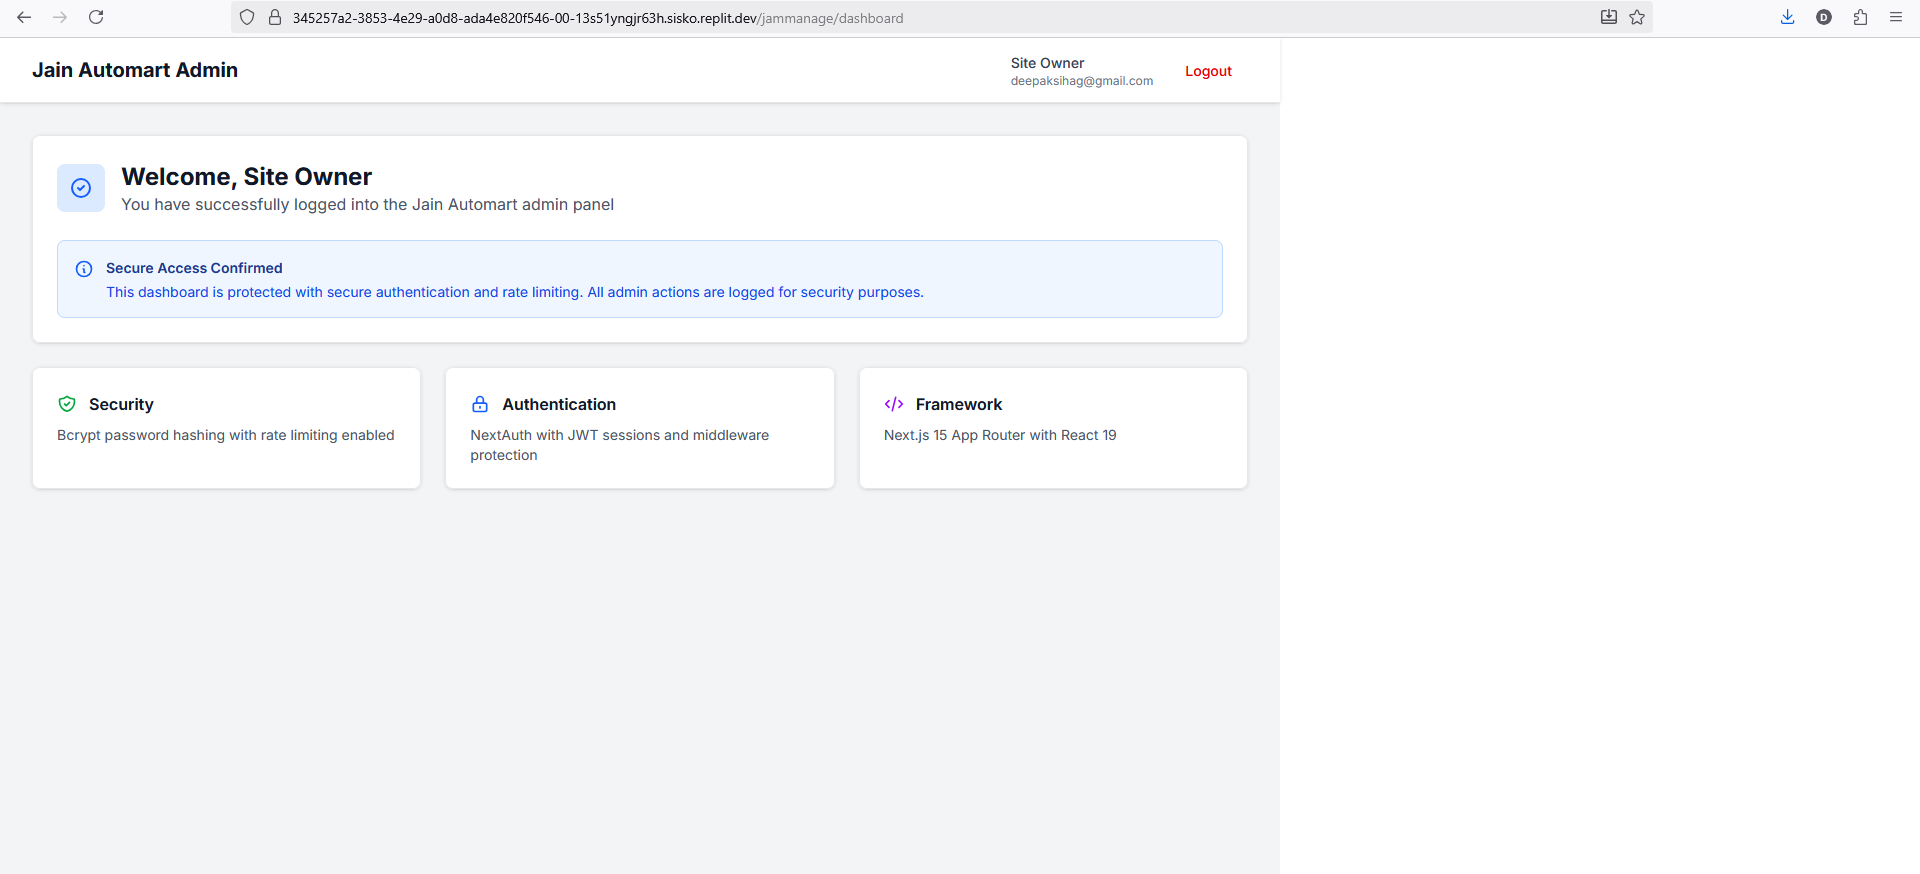 345257a2-3853-4e29-a0d8-ada4e820f546-00-13s51yngjr63h.sisko.replit.dev/jammanage/dashboard
D
Jain Automart Admin
Site Owner
deepaksihag@gmail.com
Logout
Welcome, Site Owner
You have successfully logged into the Jain Automart admin panel
Secure Access Confirmed
This dashboard is protected with secure authentication and rate limiting. All admin actions are logged for security purposes.
Security
Bcrypt password hashing with rate limiting enabled
Authentication
NextAuth with JWT sessions and middleware
protection
Framework
Next.js 15 App Router with React 19